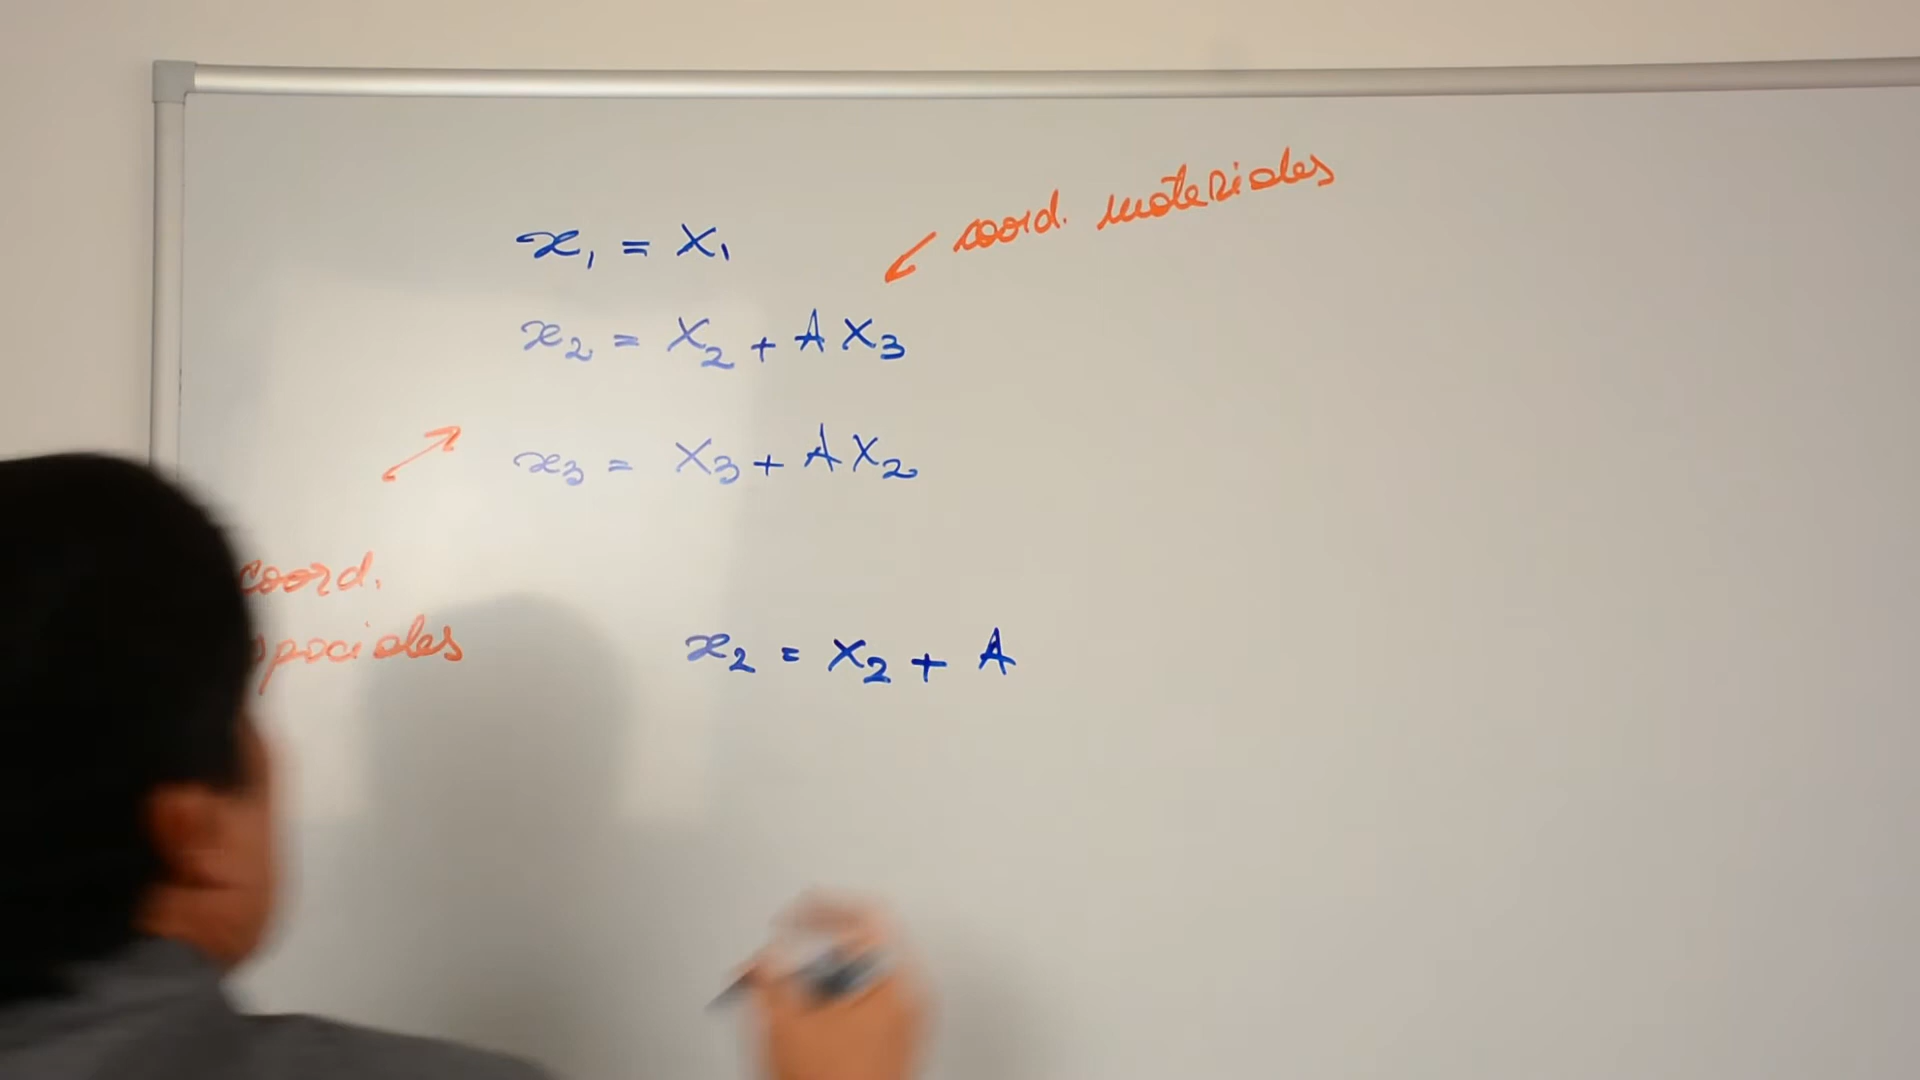 coord. materiales
x₁ = X₁
x₂ = X₂ + A X₃
x₃ = X₃ + A X₂
coord.
espaciales
x₂ = X₂ + A